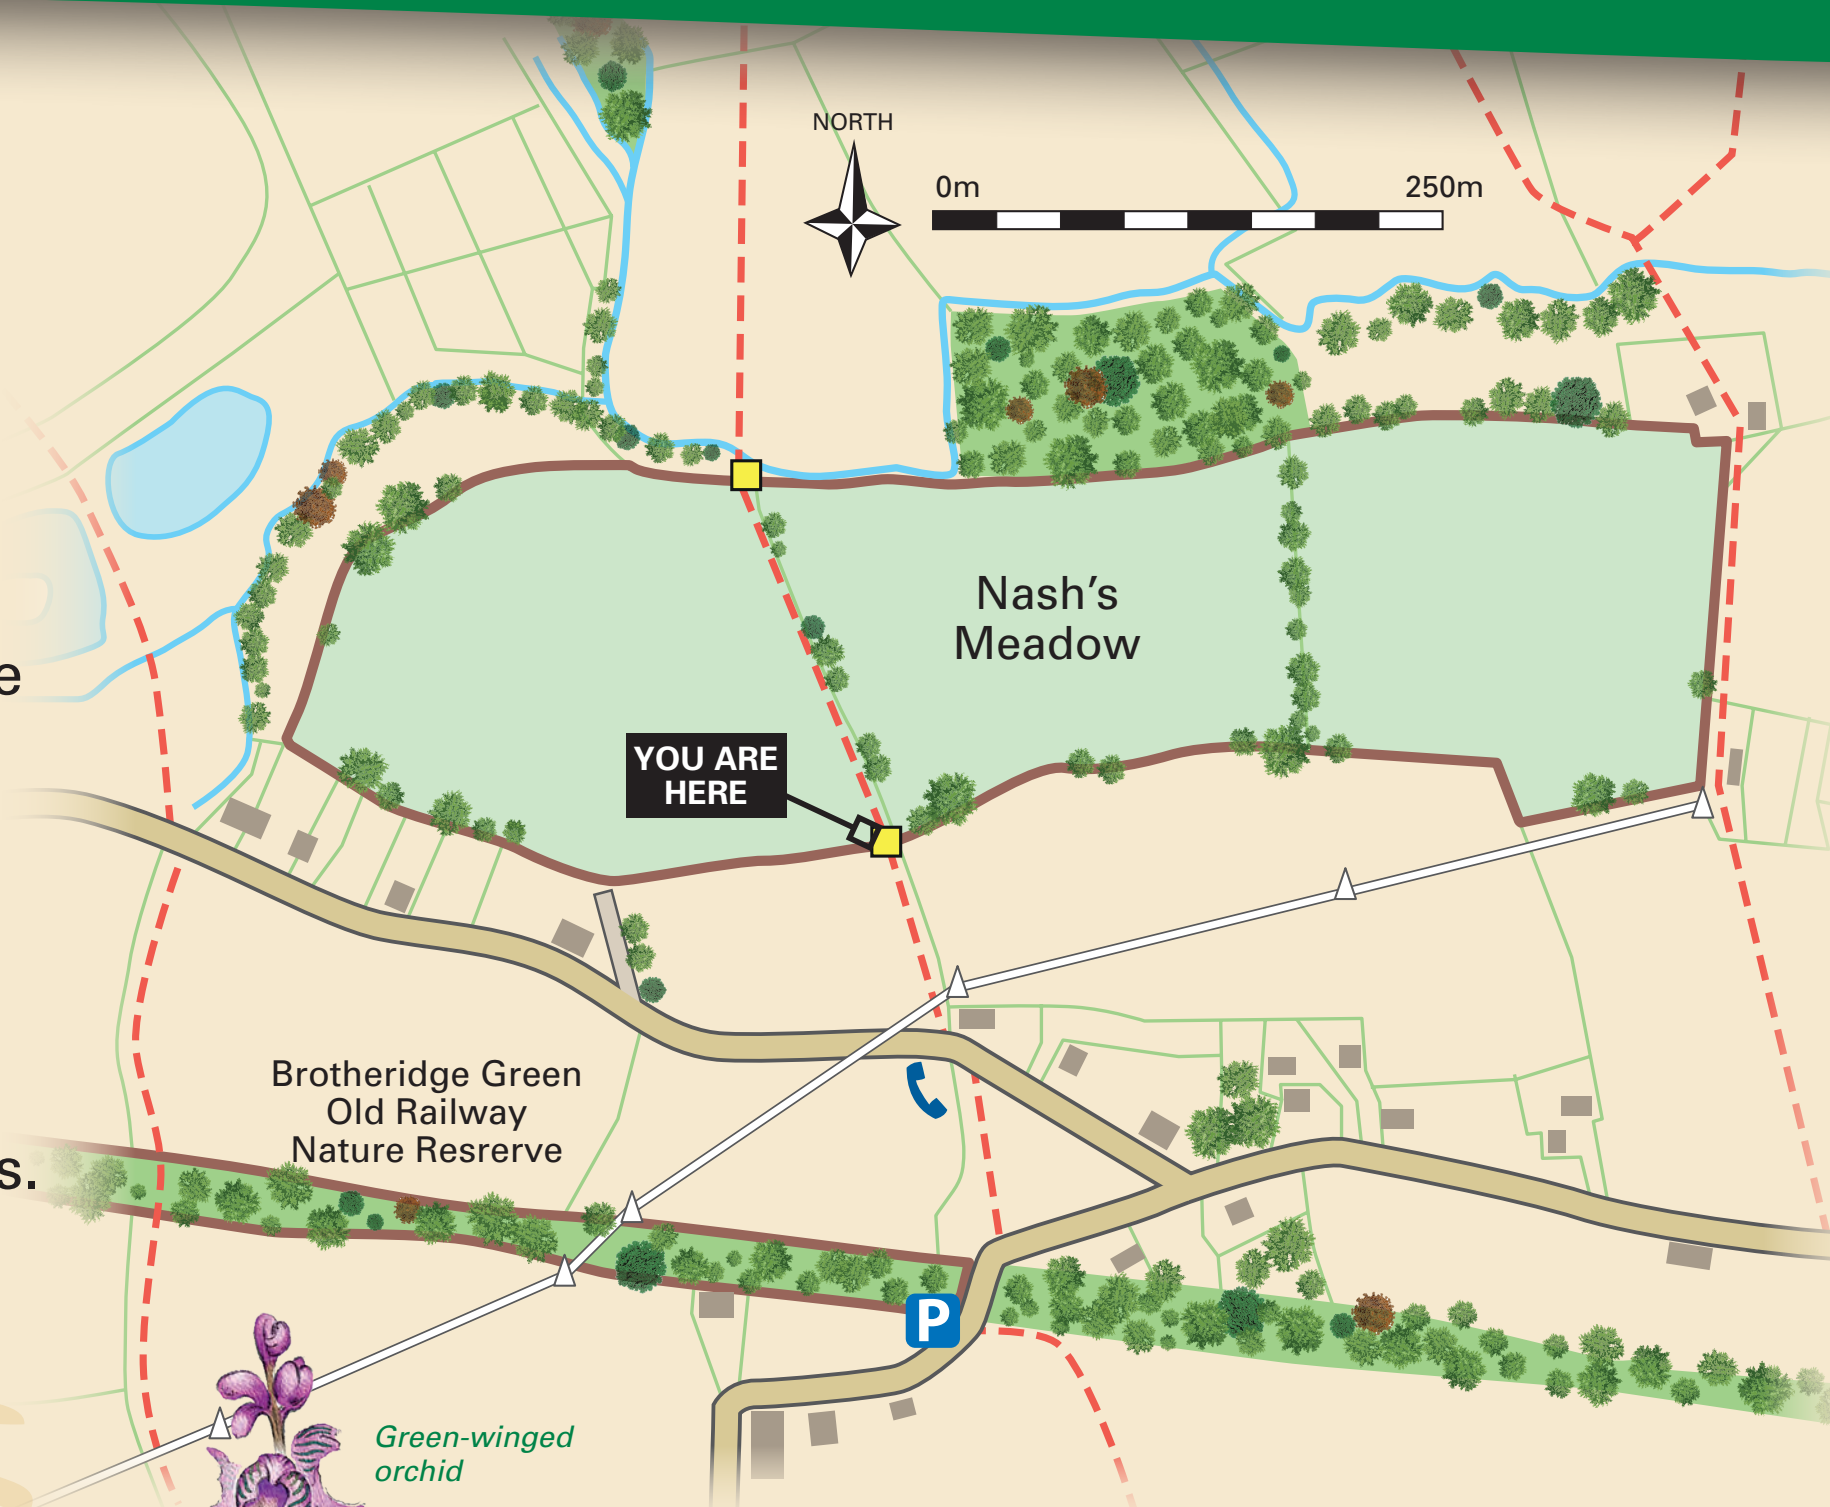 NORTH
0m 250m
Nash's
Meadow
YOU ARE
HERE
e
Brotheridge Green
Old Railway
Nature Resrerve
s.
P
Green-winged
orchid